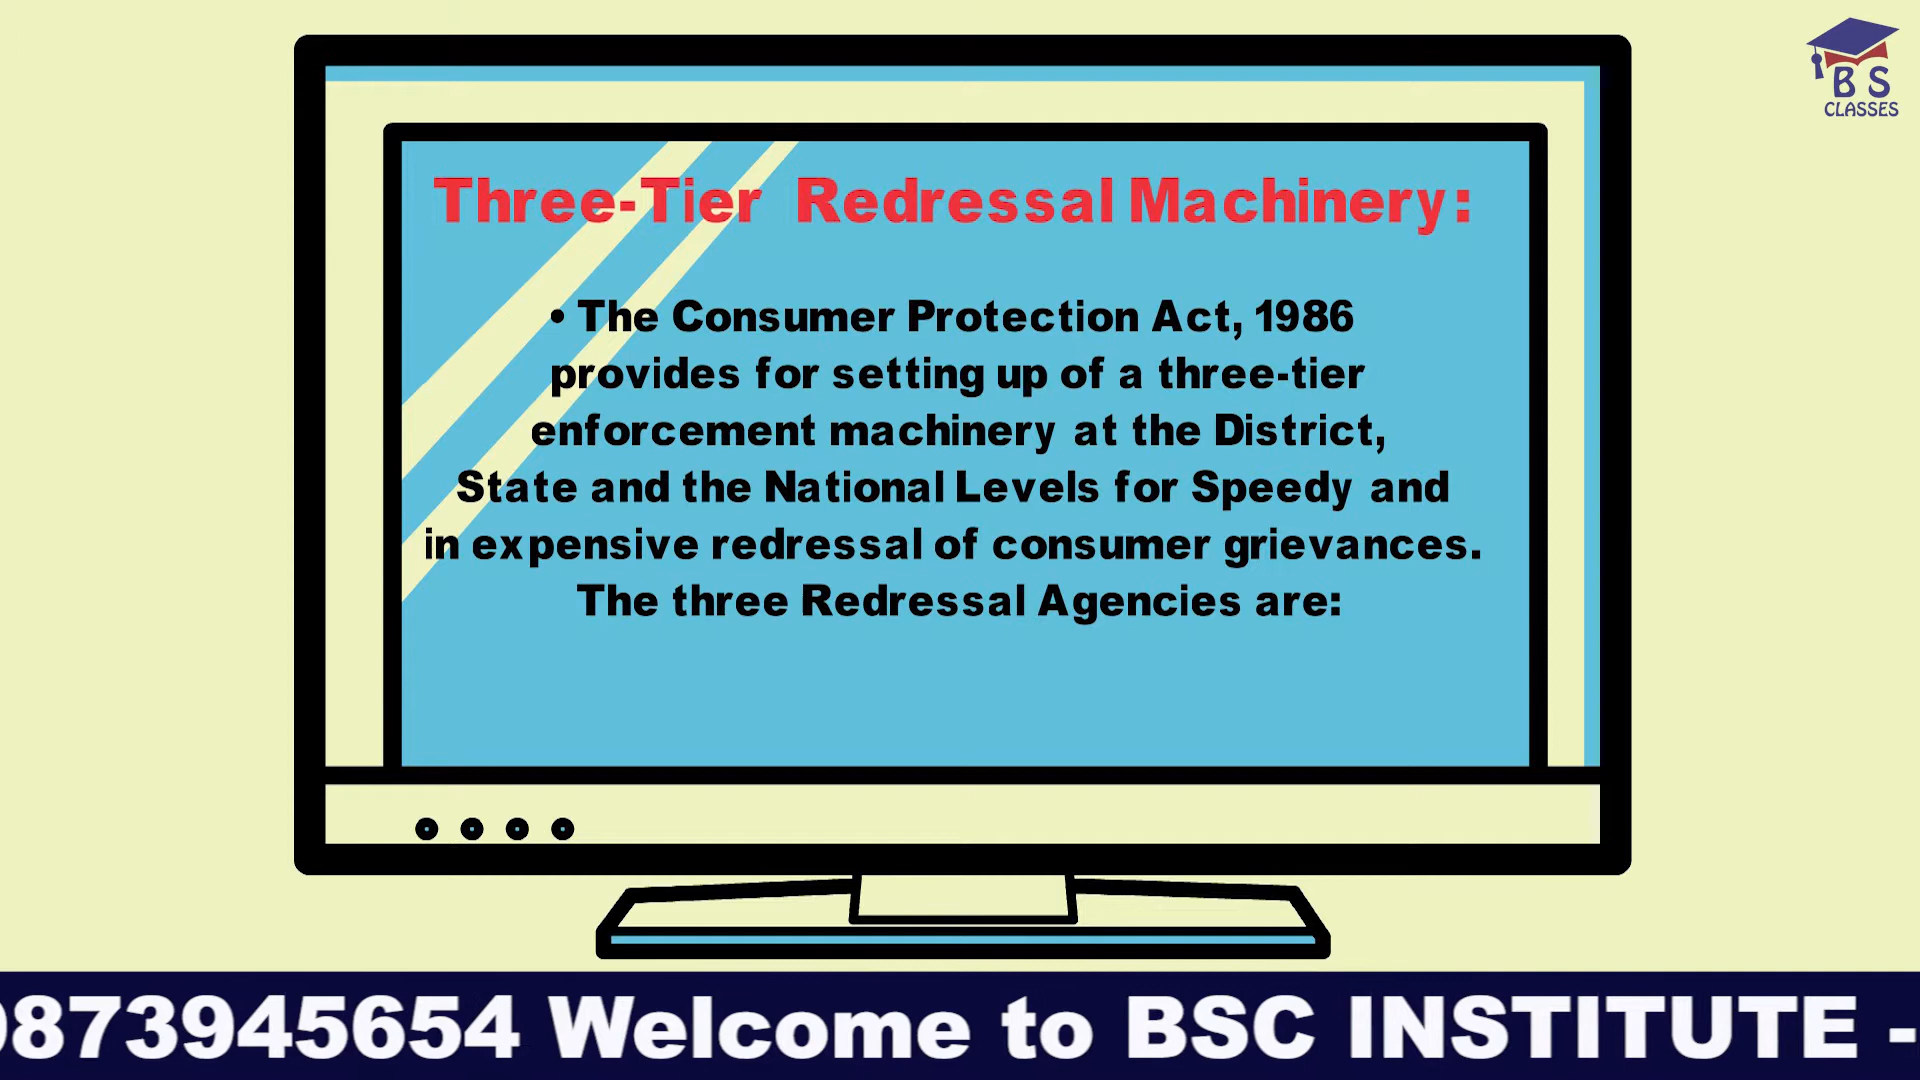 B S
CLASSES
Three-Tier Redressal Machinery:
• The Consumer Protection Act, 1986
provides for setting up of a three-tier
enforcement machinery at the District,
State and the National Levels for Speedy and
in expensive redressal of consumer grievances.
The three Redressal Agencies are:
9873945654 Welcome to BSC INSTITUTE -